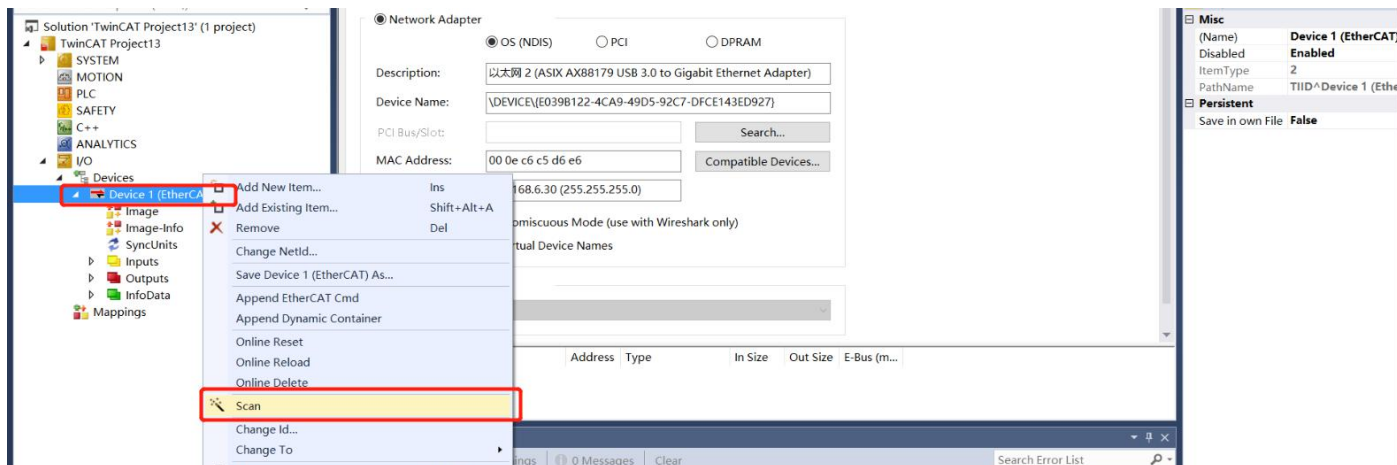 Solution 'TwinCAT Project13' (1 project)
TwinCAT Project13
SYSTEM
MOTION
PLC
SAFETY
C++
ANALYTICS
I/O
Devices
Device 1 (EtherCA
Image
Image-Info
SyncUnits
Inputs
Outputs
InfoData
Mappings
Add New Item... Ins
Add Existing Item... Shift+Alt+A
Remove Del
Change NetId...
Save Device 1 (EtherCAT) As...
Append EtherCAT Cmd
Append Dynamic Container
Online Reset
Online Reload
Online Delete
Scan
Change Id...
Change To
Network Adapter
OS (NDIS) PCI DPRAM
Description: 以太网 2 (ASIX AX88179 USB 3.0 to Gigabit Ethernet Adapter)
Device Name: \DEVICE\{E039B122-4CA9-49D5-92C7-DFCE143ED927}
PCI Bus/Slot: Search...
MAC Address: 00 0e c6 c5 d6 e6 Compatible Devices...
168.6.30 (255.255.255.0)
omiscuous Mode (use with Wireshark only)
rtual Device Names
Address Type In Size Out Size E-Bus (m...
ings 0 Messages Clear Search Error List
Misc
(Name) Device 1 (EtherCAT)
Disabled Enabled
ItemType 2
PathName TIID^Device 1 (Ethe
Persistent
Save in own File False